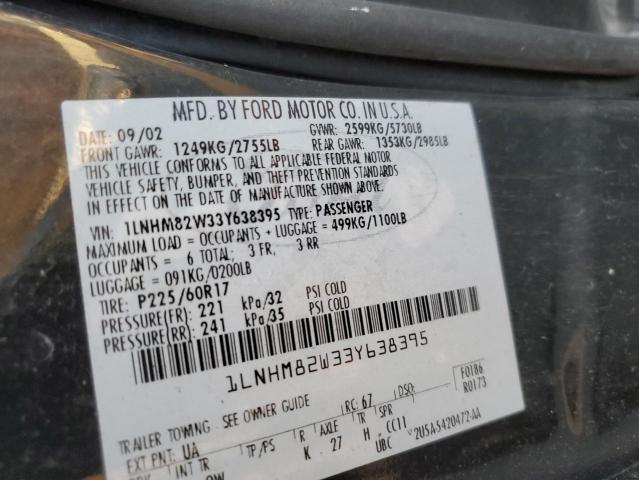 MFD. BY FORD MOTOR CO. IN U.S.A.
DATE: 09/02 GVWR: 2599KG/5730LB
FRONT GAWR: 1249KG/2755LB REAR GAWR: 1353KG/2985LB
THIS VEHICLE CONFORMS TO ALL APPLICABLE FEDERAL MOTOR
VEHICLE SAFETY, BUMPER, AND THEFT PREVENTION STANDARDS
IN EFFECT ON THE DATE OF MANUFACTURE SHOWN ABOVE.
VIN: 1LNHM82W33Y638395 TYPE: PASSENGER
MAXIMUM LOAD = OCCUPANTS + LUGGAGE = 499KG/1100LB
OCCUPANTS = 6 TOTAL; 3 FR, 3 RR
LUGGAGE = 091KG/0200LB
TIRE: P225/60R17
PRESSURE(FR): 221 kPa/32 PSI COLD
PRESSURE(RR): 241 kPa/35 PSI COLD
1LNHM82W33Y638395
F0186
R0173
TRAILER TOWING: SEE OWNER GUIDE RC: 67 DSO:
EXT PNT: UA TP/PS R AXLE TR SPR
INT TR K 27 H CC11 V2U5A-5420472-AA
UBC